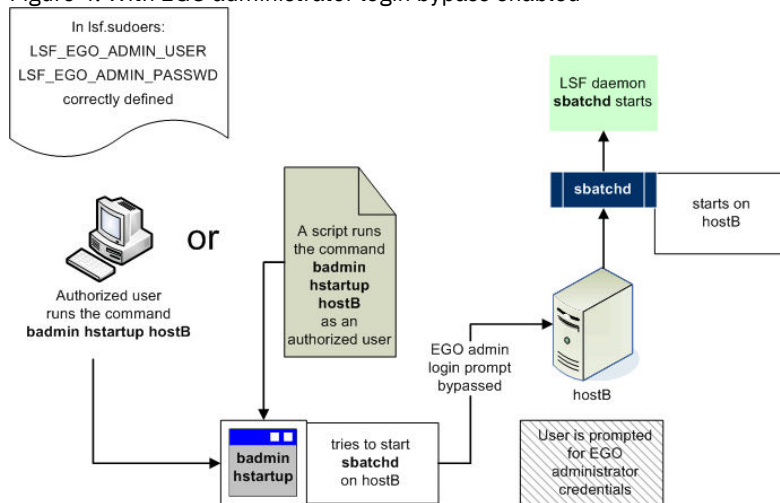 Figure 4. With EGO administrator login bypass enabled
In lsf.sudoers:
LSF_EGO_ADMIN_USER
LSF_EGO_ADMIN_PASSWD
correctly defined
LSF daemon
sbatchd starts
sbatchd
starts on
hostB
or
A script runs
the command
badmin
hstartup
hostB
as an
authorized user
Authorized user
runs the command
badmin hstartup hostB
EGO admin
login prompt
bypassed
hostB
badmin
hstartup
tries to start
sbatchd
on hostB
User is prompted
for EGO
administrator
credentials